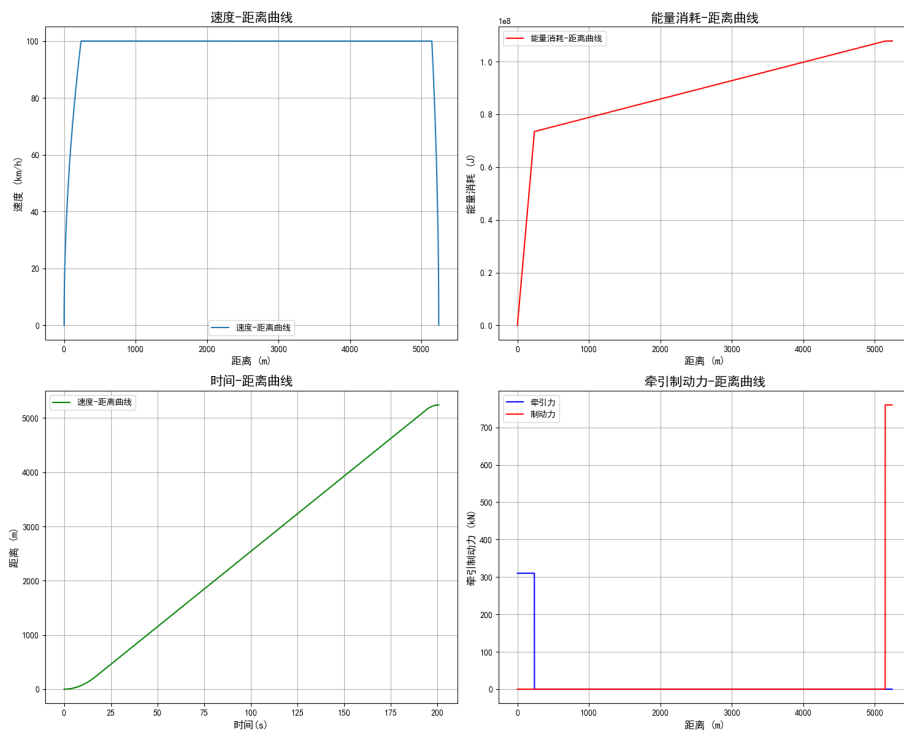 速度-距离曲线
速度 (km/h)
100
80
60
40
20
0
速度-距离曲线
0 1000 2000 3000 4000 5000
距离 (m)
能量消耗-距离曲线
1e8
能量消耗-距离曲线
能量消耗 (J)
1.0
0.8
0.6
0.4
0.2
0.0
0 1000 2000 3000 4000 5000
距离 (m)
时间-距离曲线
速度-距离曲线
距离 (m)
5000
4000
3000
2000
1000
0
0 25 50 75 100 125 150 175 200
时间(s)
牵引制动力-距离曲线
牵引力
制动力
牵引制动力 (kN)
700
600
500
400
300
200
100
0
0 1000 2000 3000 4000 5000
距离 (m)